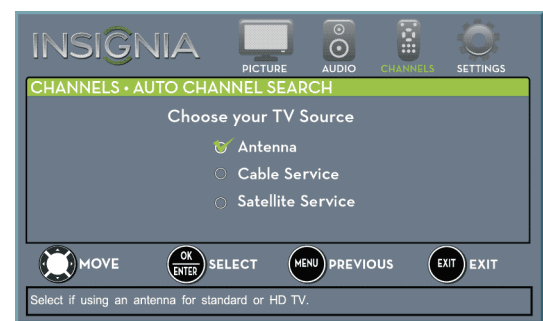 INSIGNIA
PICTURE AUDIO CHANNELS SETTINGS
CHANNELS • AUTO CHANNEL SEARCH
Choose your TV Source
Antenna
Cable Service
Satellite Service
MOVE OK ENTER SELECT MENU PREVIOUS EXIT EXIT
Select if using an antenna for standard or HD TV.